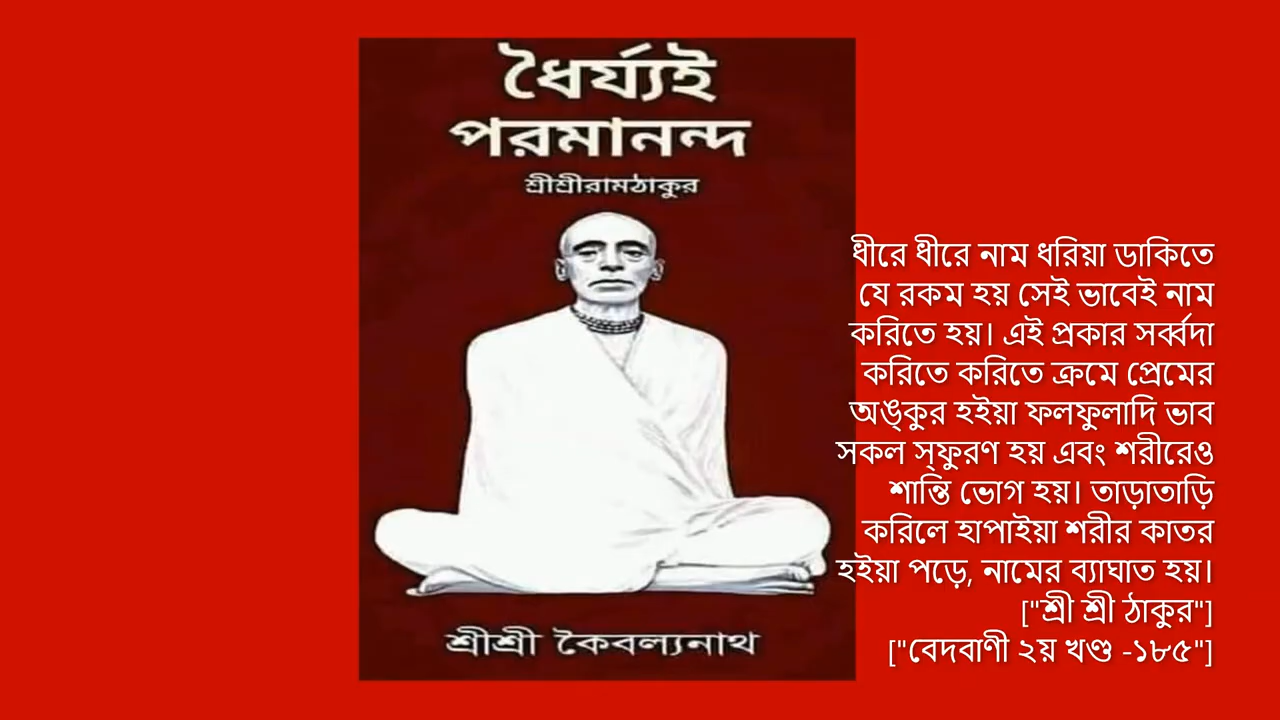 ধৈর্য্যই
পরমানন্দ
শ্রীশ্রীরামঠাকুর
শ্রীশ্রী কৈবল্যনাথ
ধীরে ধীরে নাম ধরিয়া ডাকিতে
যে রকম হয় সেই ভাবেই নাম
করিতে হয়। এই প্রকার সর্ব্বদা
করিতে করিতে ক্রমে প্রেমের
অঙ্কুর হইয়া ফলফুলাদি ভাব
সকল স্ফুরণ হয় এবং শরীরেও
শান্তি ভোগ হয়। তাড়াতাড়ি
করিলে হাপাইয়া শরীর কাতর
হইয়া পড়ে, নামের ব্যাঘাত হয়।
["শ্রী শ্রী ঠাকুর"]
["বেদবাণী ২য় খণ্ড -১৮৫"]